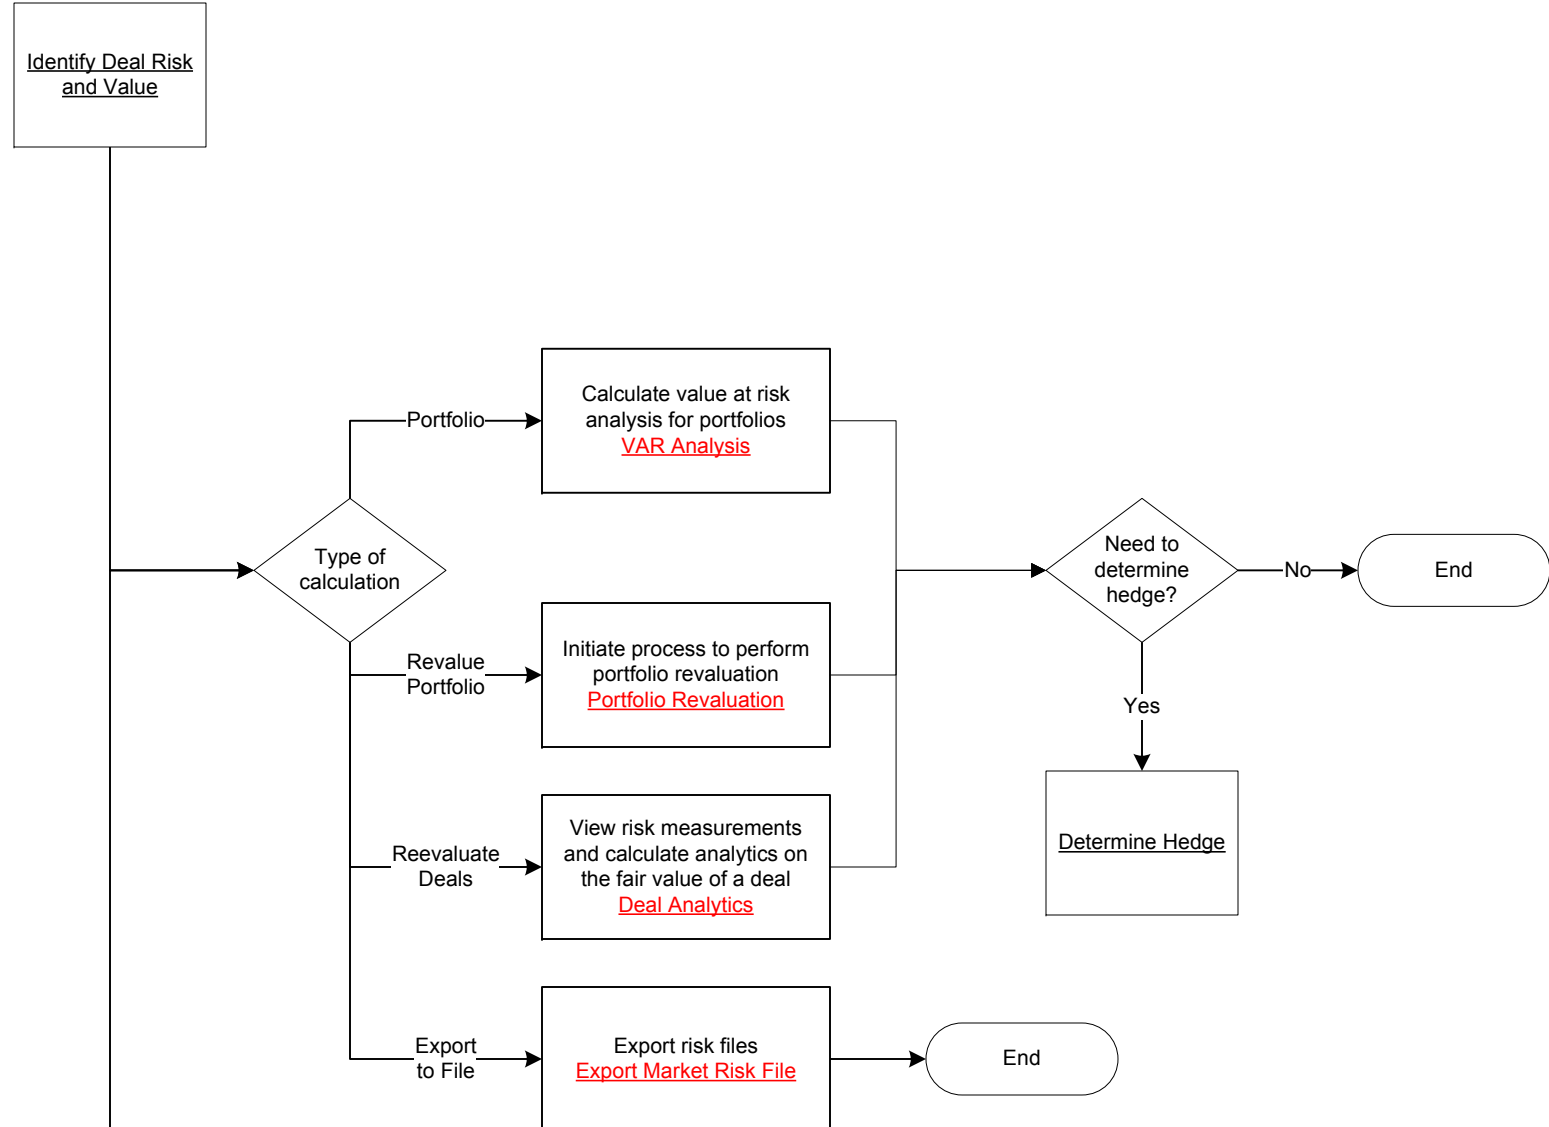 Identify Deal Risk
and Value
Calculate value at risk
analysis for portfolios
VAR Analysis
Portfolio
Type of
calculation
Need to
determine
hedge?
No
End
Revalue
Portfolio
Initiate process to perform
portfolio revaluation
Portfolio Revaluation
Yes
Reevaluate
Deals
View risk measurements
and calculate analytics on
the fair value of a deal
Deal Analytics
Determine Hedge
Export
to File
Export risk files
Export Market Risk File
End